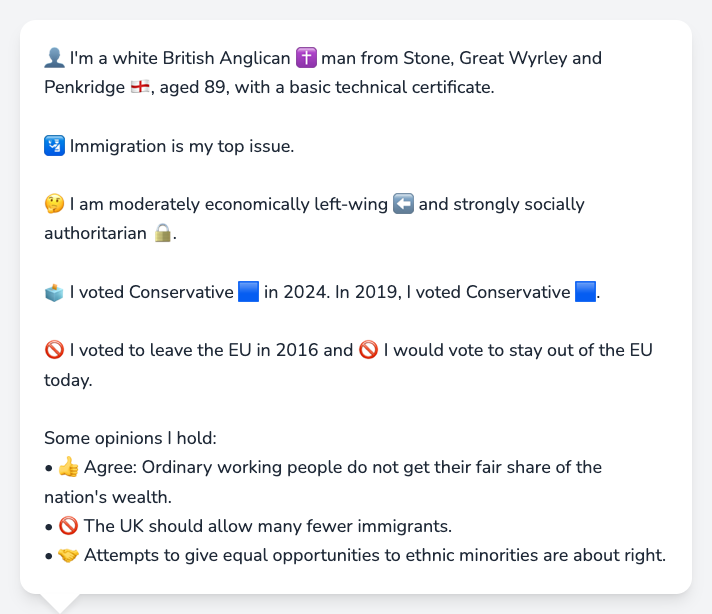 👤 I'm a white British Anglican ✝️ man from Stone, Great Wyrley and
Penkridge 🏴󠁧󠁢󠁥󠁮󠁧󠁿, aged 89, with a basic technical certificate.
🛂 Immigration is my top issue.
🤔 I am moderately economically left-wing ⬅️ and strongly socially
authoritarian 🔒.
🗳️ I voted Conservative 🟦 in 2024. In 2019, I voted Conservative 🟦.
🚫 I voted to leave the EU in 2016 and 🚫 I would vote to stay out of the EU
today.
Some opinions I hold:
• 👍 Agree: Ordinary working people do not get their fair share of the
nation's wealth.
• 🚫 The UK should allow many fewer immigrants.
• 🤝 Attempts to give equal opportunities to ethnic minorities are about right.